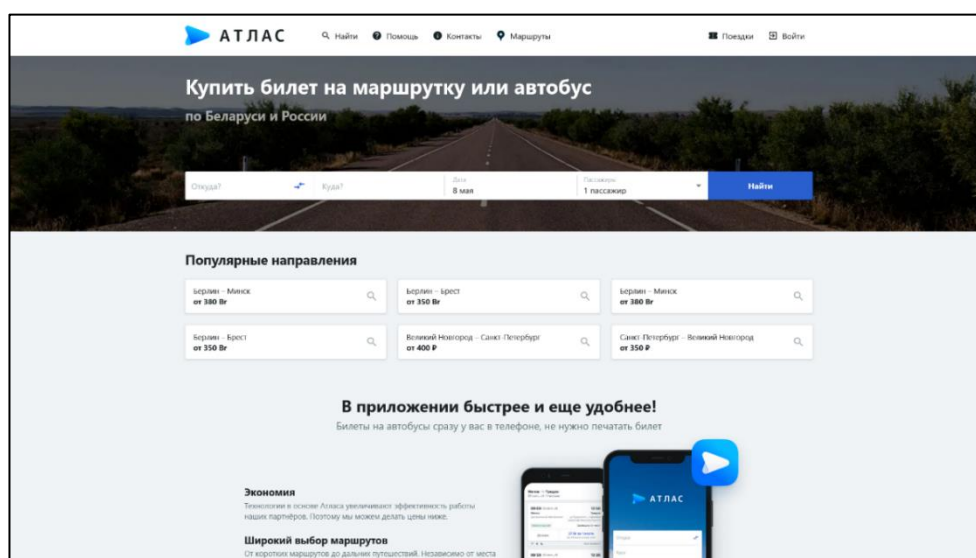 АТЛАС
Найти
Помощь
Контакты
Маршруты
Поездки
Войти
Купить билет на маршрутку или автобус
по Беларуси и России
Откуда?
Куда?
Дата
8 мая
Пассажиры
1 пассажир
Найти
Популярные направления
Берлин – Минск
от 380 Br
Берлин – Брест
от 350 Br
Берлин – Минск
от 380 Br
Берлин – Брест
от 350 Br
Великий Новгород – Санкт-Петербург
от 400 ₽
Санкт-Петербург – Великий Новгород
от 350 ₽
В приложении быстрее и еще удобнее!
Билеты на автобусы сразу у вас в телефоне, не нужно печатать билет
Экономия
Технологии в основе Атласа увеличивают эффективность работы
наших партнёров. Поэтому мы можем делать цены ниже.
Широкий выбор маршрутов
От коротких маршрутов до дальних путешествий. Независимо от места
АТЛАС